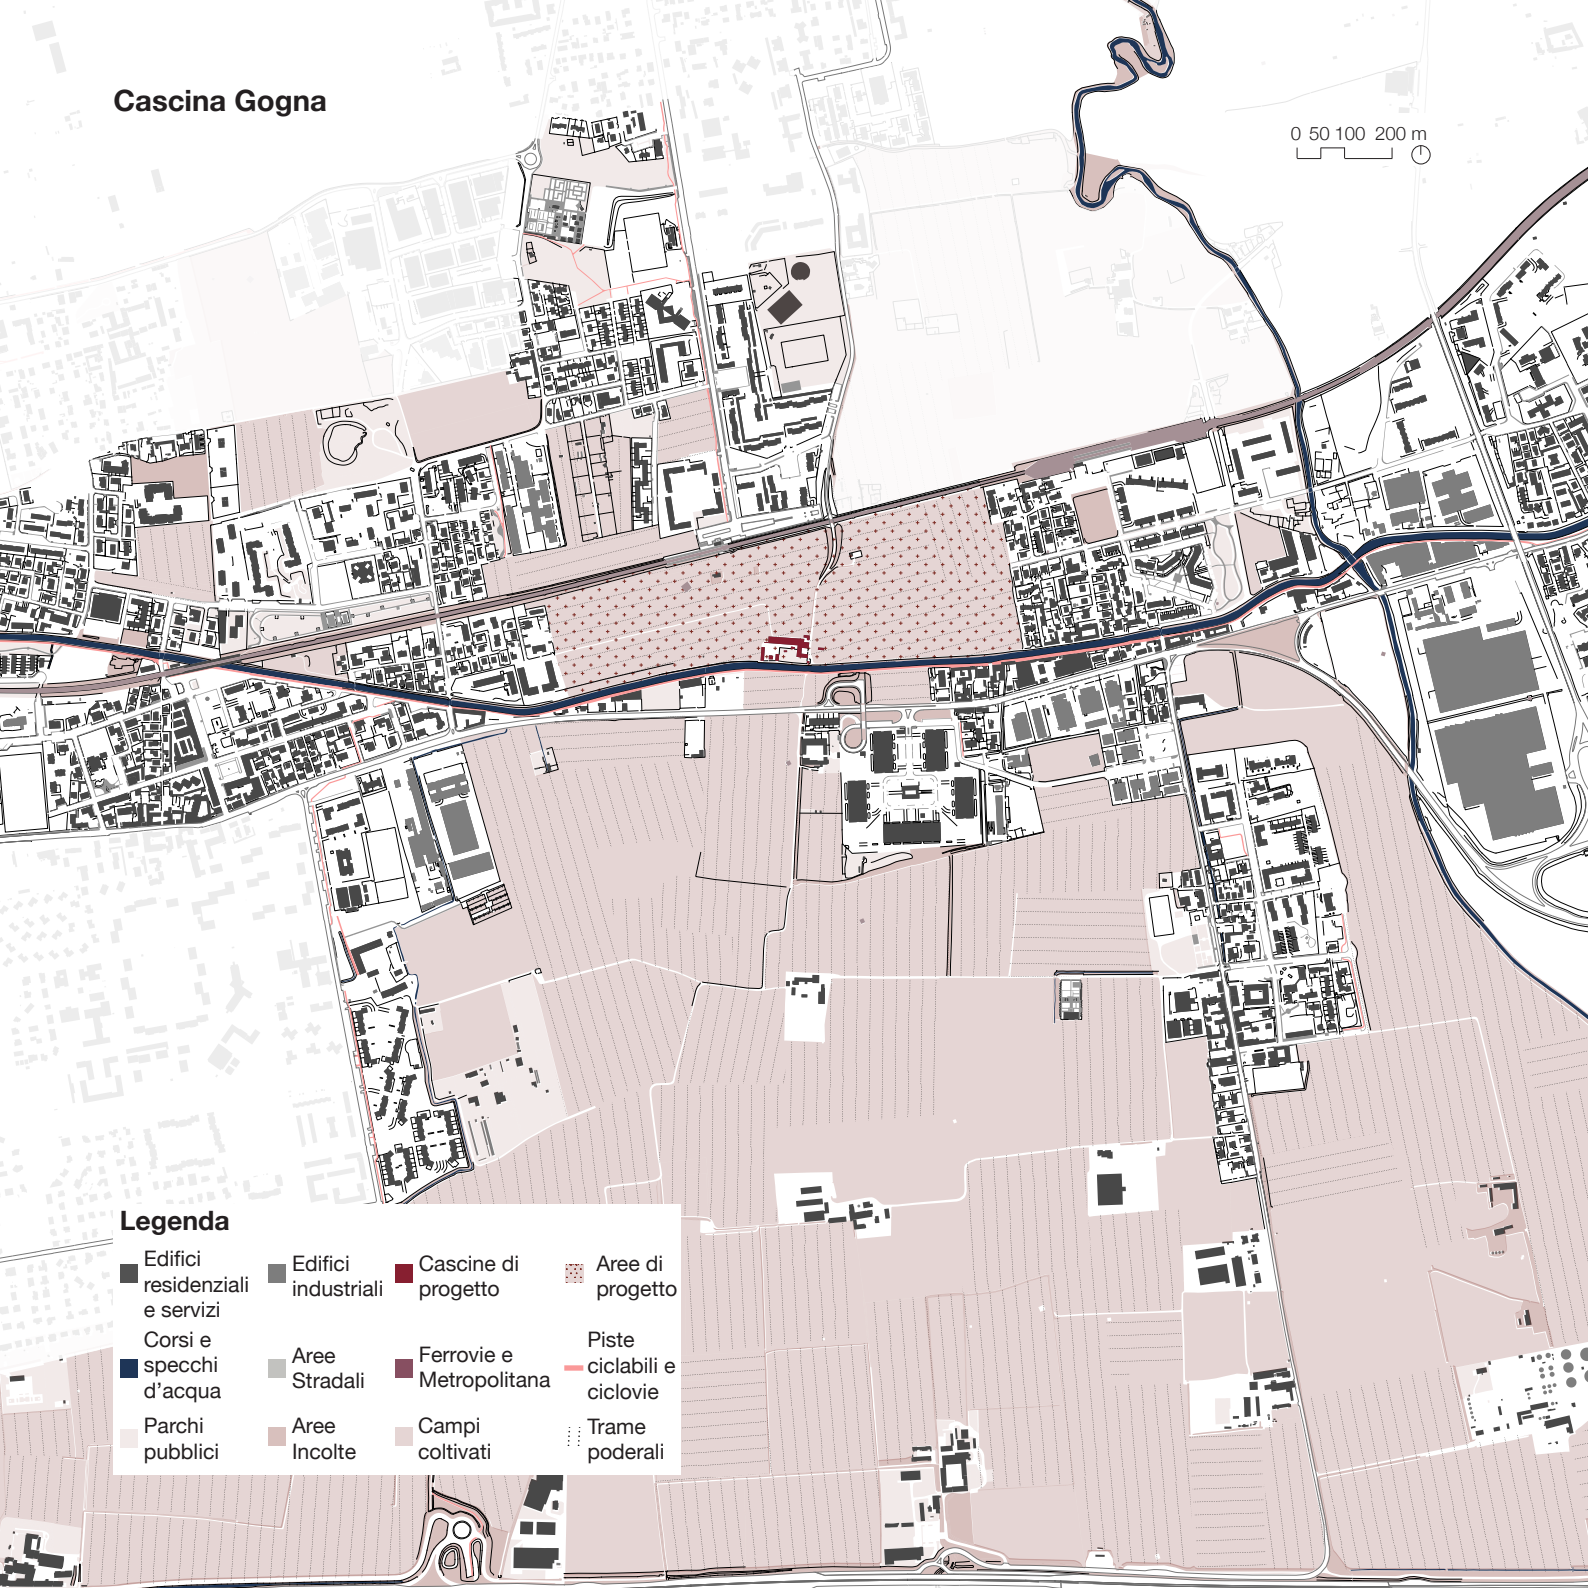 Cascina Gogna
0 50 100 200 m
Legenda
Edifici
residenziali
e servizi
Edifici
industriali
Cascine di
progetto
Aree di
progetto
Corsi e
specchi
d'acqua
Aree
Stradali
Ferrovie e
Metropolitana
Piste
ciclabili e
ciclovie
Parchi
pubblici
Aree
Incolte
Campi
coltivati
Trame
poderali